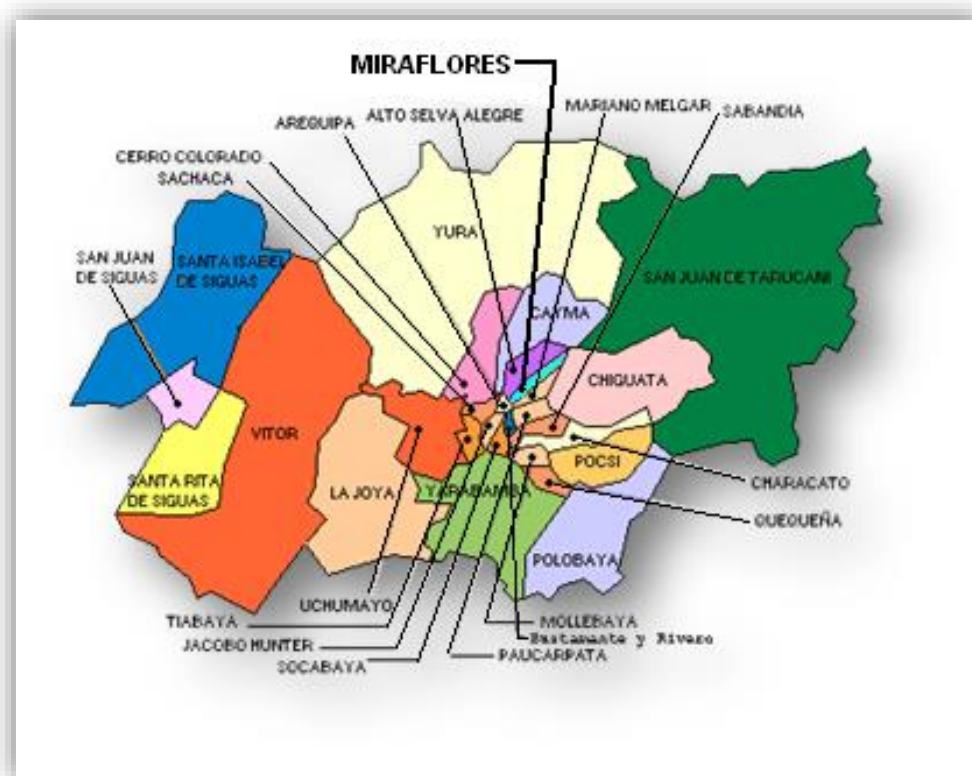 MIRAFLORES
MARIANO MELGAR
SABANDIA
ALTO SELVA ALEGRE
AREQUIPA
CERRO COLORADO
SACHACA
YURA
SAN JUAN
DE SIGUAS
SANTA ISABEL
DE SIGUAS
SAN JUAN DE TARUCANI
CAYMA
CHIGUATA
VITOR
POCSI
SANTA RITA
DE SIGUAS
LA JOYA
YARABAMBA
CHARACATO
QUEQUEÑA
POLOBAYA
UCHUMAYO
TIABAYA
MOLLEBAYA
Bustamante y Rivero
JACOBO HUNTER
PAUCARPATA
SOCABAYA